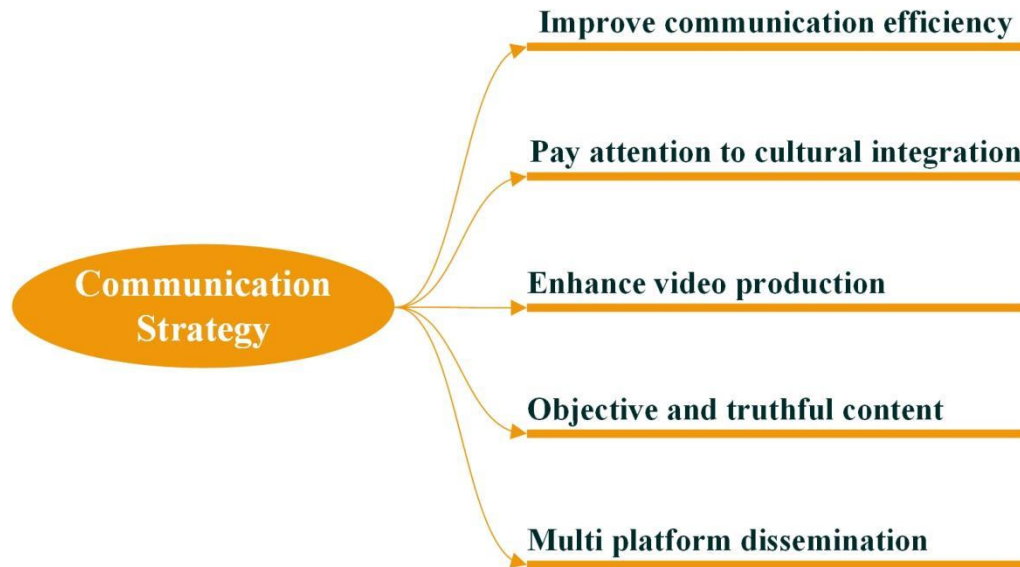 Improve communication efficiency
Pay attention to cultural integration
Communication
Strategy
Enhance video production
Objective and truthful content
Multi platform dissemination